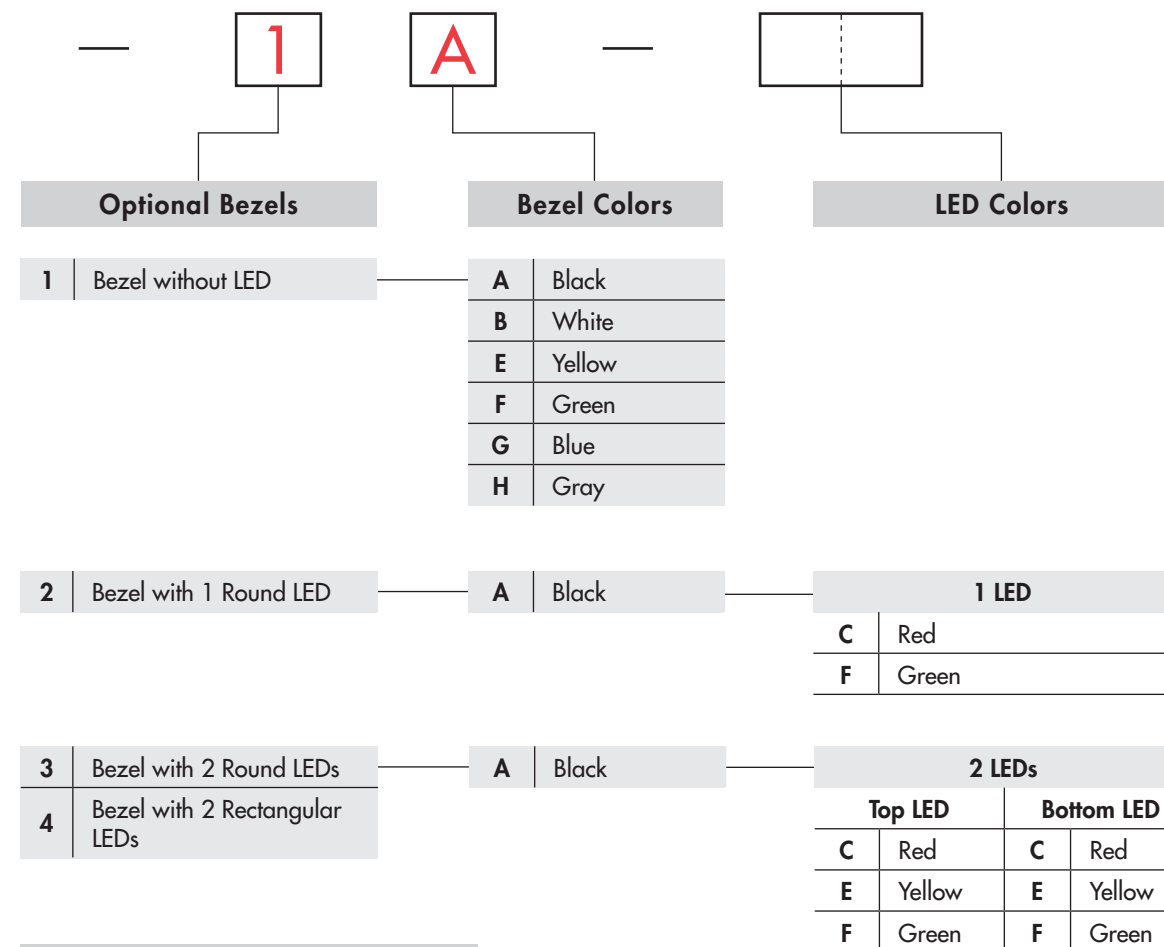 — 1 A —
Optional Bezels Bezel Colors LED Colors
1 Bezel without LED A Black
B White
E Yellow
F Green
G Blue
H Gray
2 Bezel with 1 Round LED A Black 1 LED
C Red
F Green
3 Bezel with 2 Round LEDs A Black 2 LEDs
4 Bezel with 2 Rectangular
LEDs
Top LED Bottom LED
C Red C Red
E Yellow E Yellow
F Green F Green